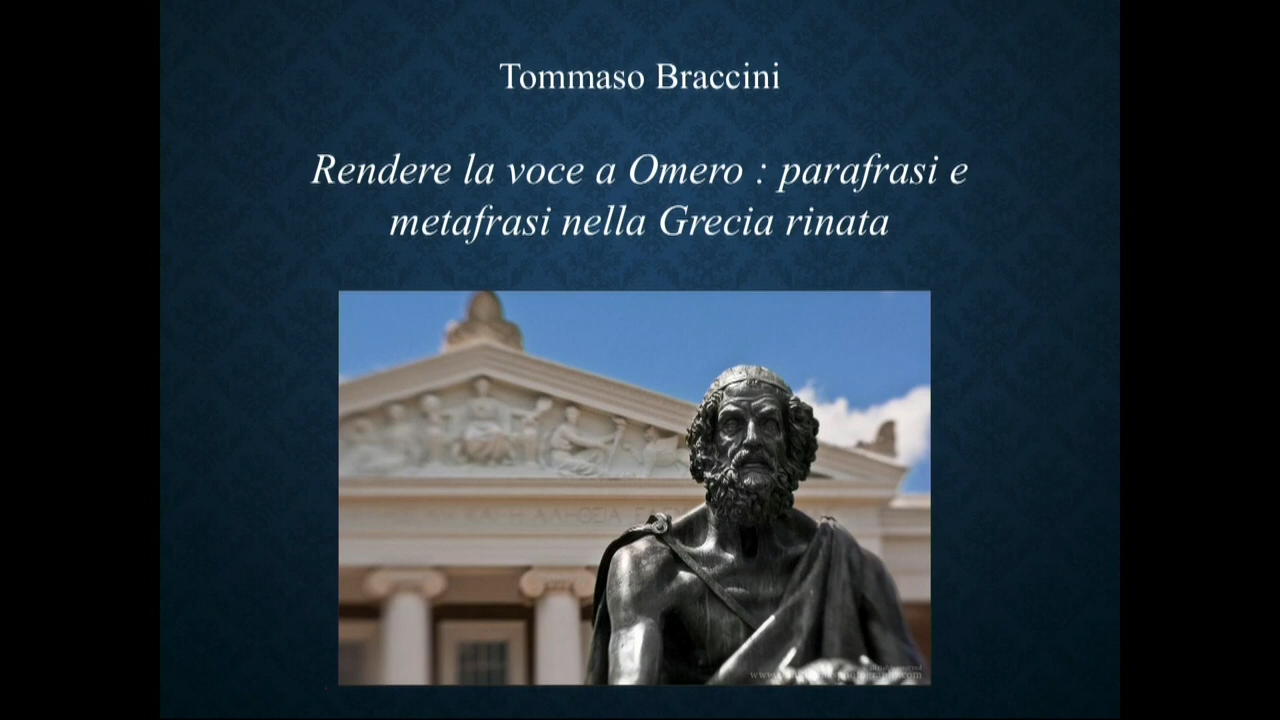 Tommaso Braccini
Rendere la voce a Omero : parafrasi e
metafrasi nella Grecia rinata